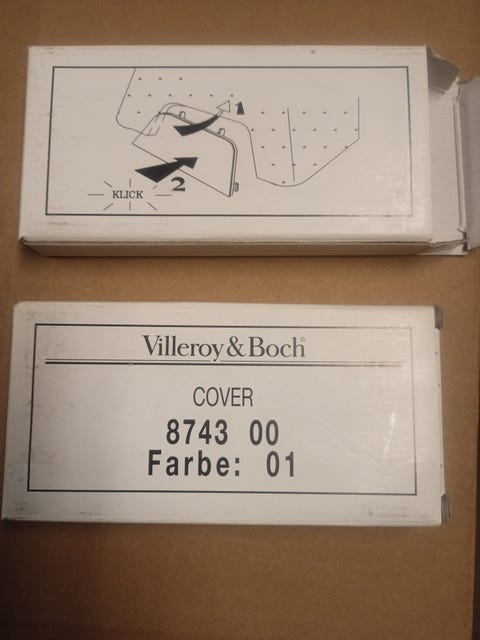 1
2
KLICK
Villeroy & Boch
COVER
8743 00
Farbe: 01